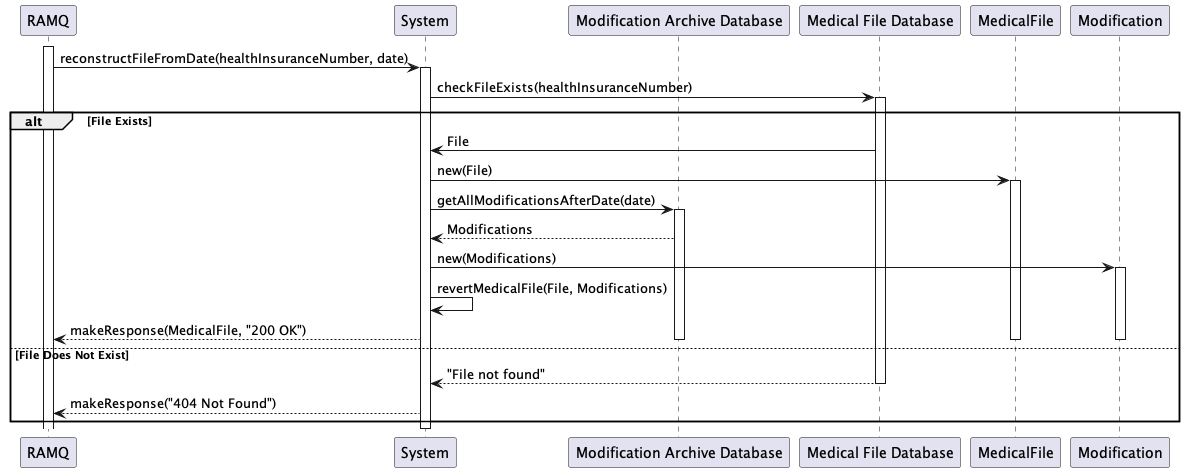 RAMQ
System
Modification Archive Database
Medical File Database
MedicalFile
Modification
reconstructFileFromDate(healthInsuranceNumber, date)
checkFileExists(healthInsuranceNumber)
alt
[File Exists]
File
new(File)
getAllModificationsAfterDate(date)
Modifications
new(Modifications)
revertMedicalFile(File, Modifications)
makeResponse(MedicalFile, "200 OK")
[File Does Not Exist]
"File not found"
makeResponse("404 Not Found")
RAMQ
System
Modification Archive Database
Medical File Database
MedicalFile
Modification